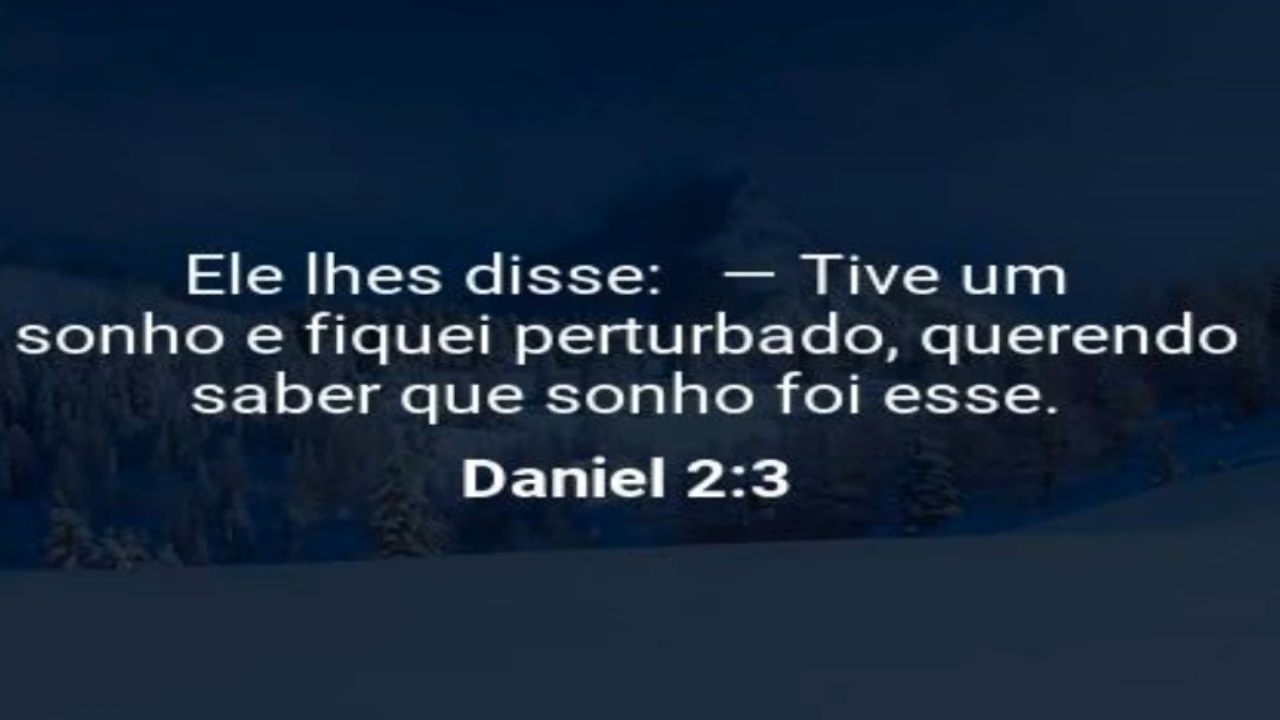 Ele lhes disse: — Tive um
sonho e fiquei perturbado, querendo
saber que sonho foi esse.
Daniel 2:3